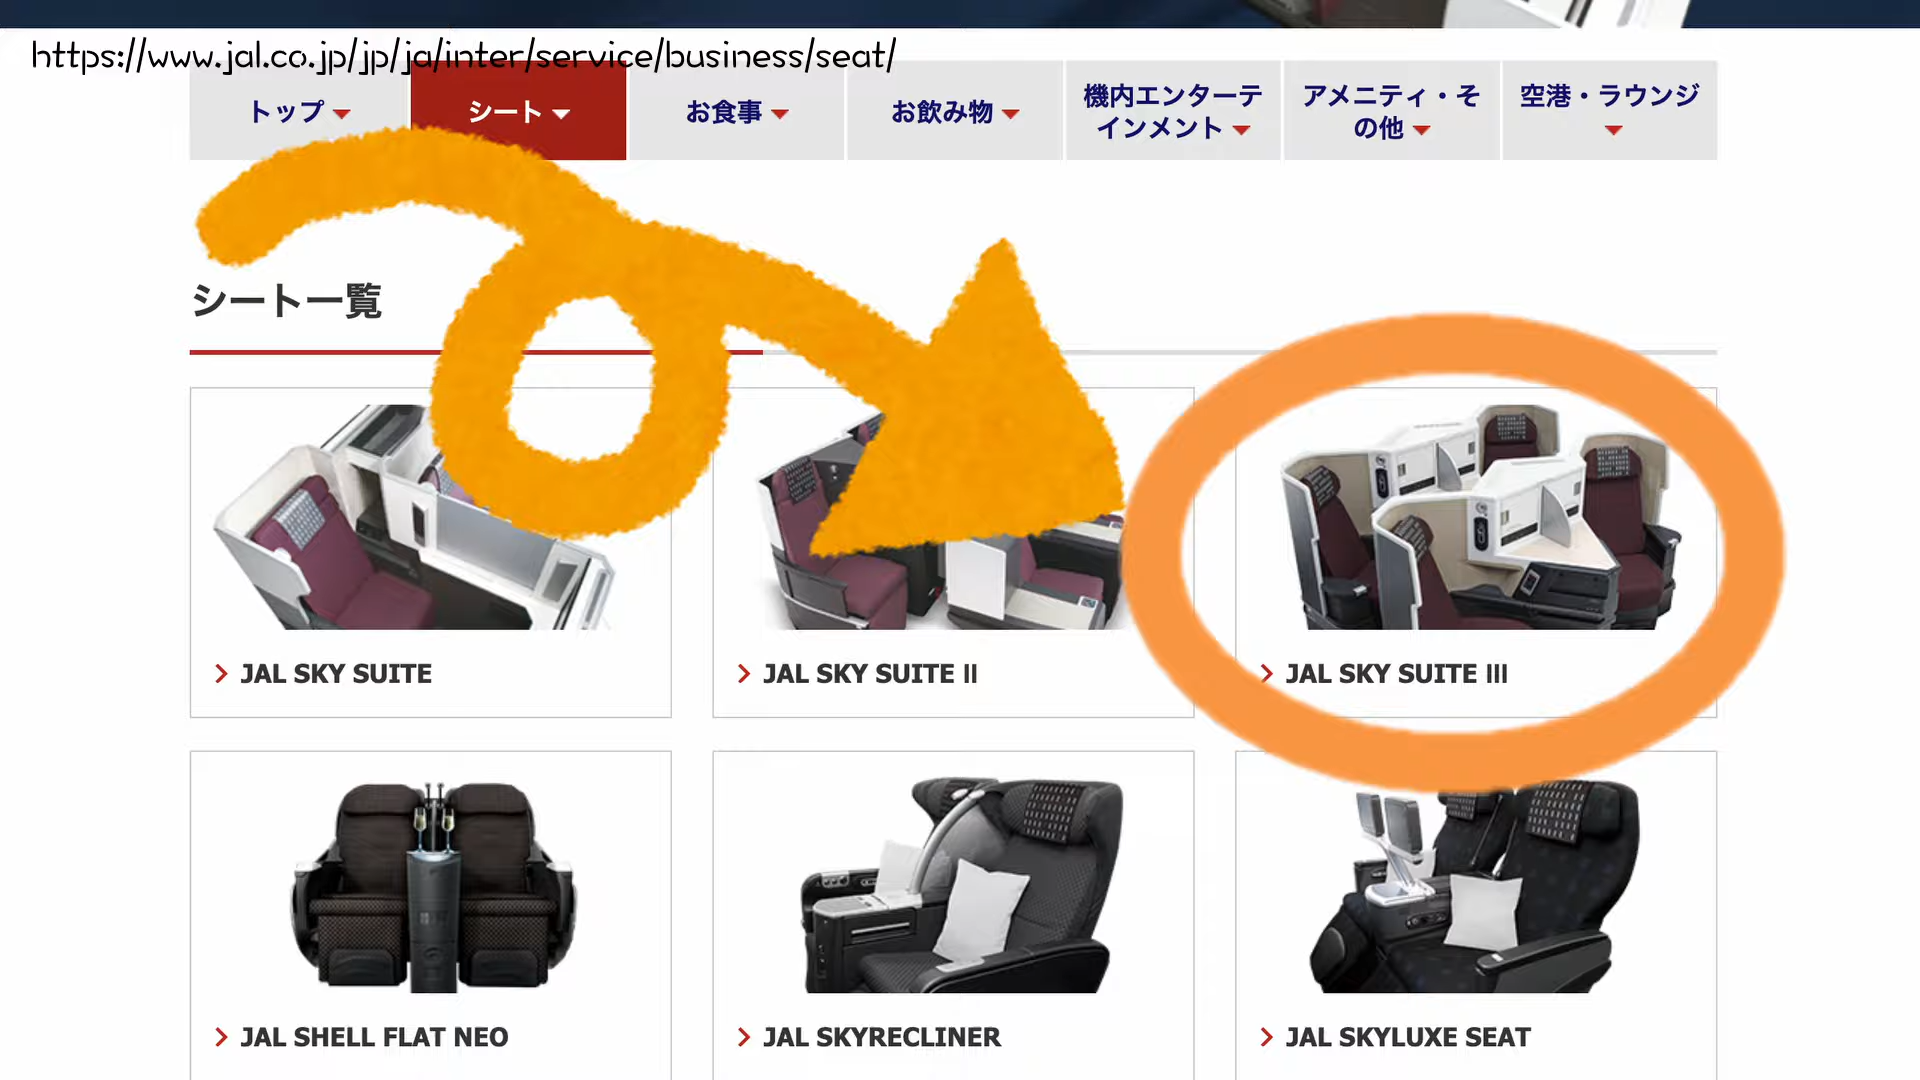 https://www.jal.co.jp/jp/ja/inter/service/business/seat/
トップ
シート
お食事
お飲み物
機内エンターテ
インメント
アメニティ・そ
の他
空港・ラウンジ
シート一覧
JAL SKY SUITE
JAL SKY SUITE II
JAL SKY SUITE III
JAL SHELL FLAT NEO
JAL SKYRECLINER
JAL SKYLUXE SEAT